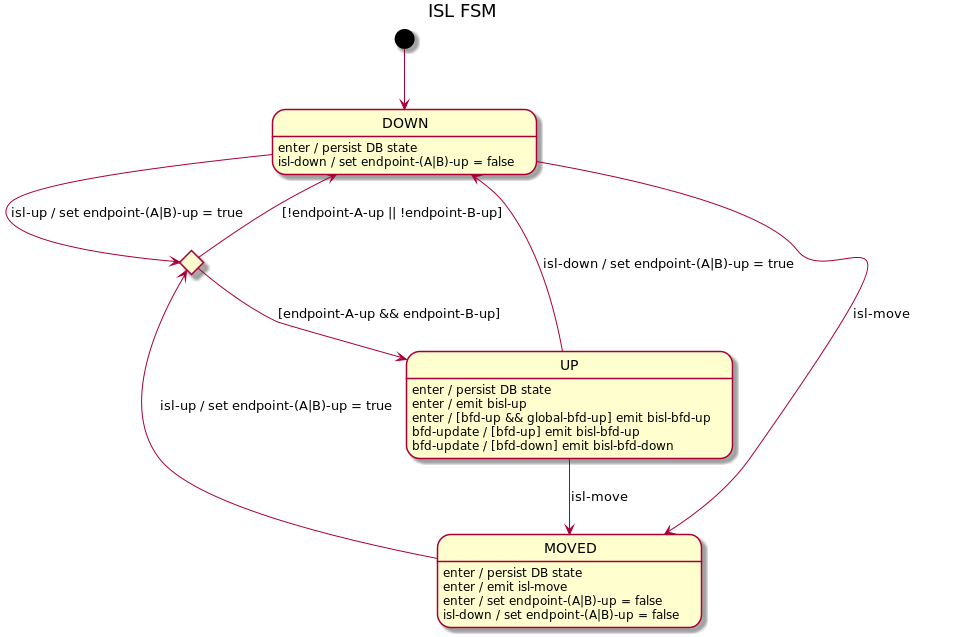 ISL FSM
DOWN
enter / persist DB state
isl-down / set endpoint-(A|B)-up = false
isl-up / set endpoint-(A|B)-up = true
[!endpoint-A-up || !endpoint-B-up]
isl-down / set endpoint-(A|B)-up = true
[endpoint-A-up && endpoint-B-up]
isl-move
UP
enter / persist DB state
enter / emit bisl-up
enter / [bfd-up && global-bfd-up] emit bisl-bfd-up
bfd-update / [bfd-up] emit bisl-bfd-up
bfd-update / [bfd-down] emit bisl-bfd-down
isl-up / set endpoint-(A|B)-up = true
isl-move
MOVED
enter / persist DB state
enter / emit isl-move
enter / set endpoint-(A|B)-up = false
isl-down / set endpoint-(A|B)-up = false